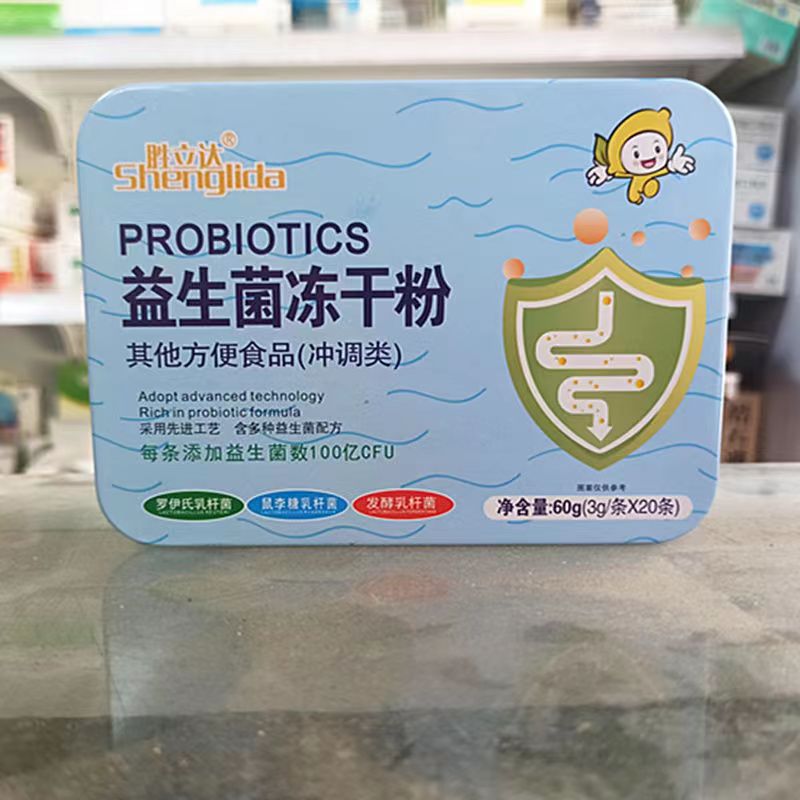 胜立达®
Shenglida
PROBIOTICS
益生菌冻干粉
其他方便食品(冲调类)
Adopt advanced technology
Rich in probiotic formula
采用先进工艺 含多种益生菌配方
每条添加益生菌数100亿CFU
罗伊氏乳杆菌 鼠李糖乳杆菌 发酵乳杆菌
图案仅供参考
净含量:60g(3g/条X20条)